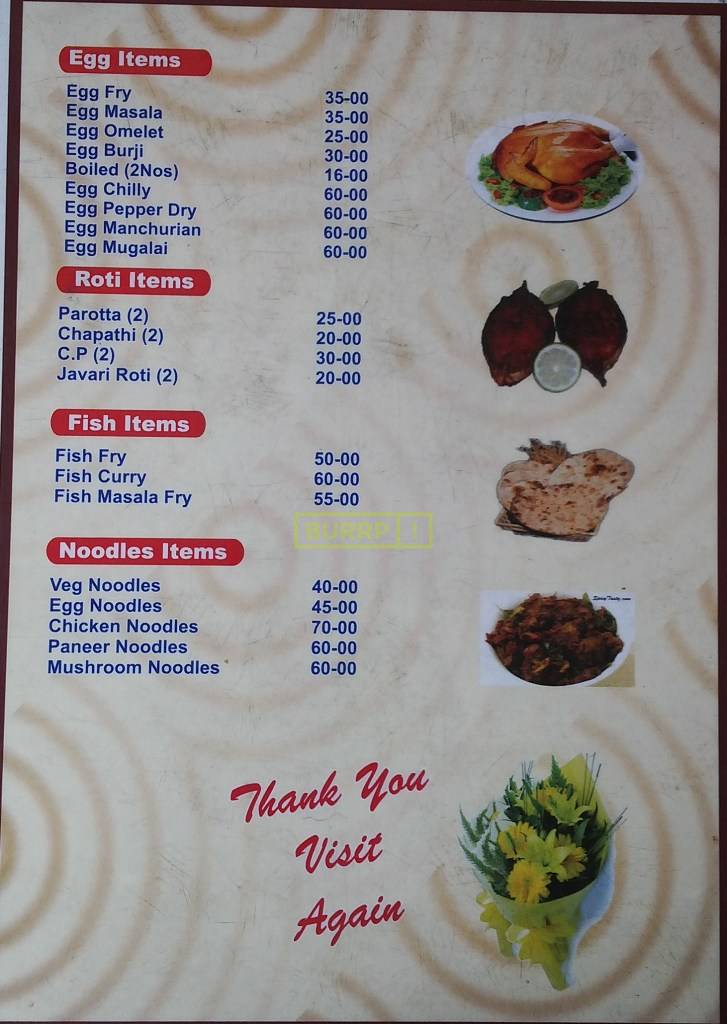 Egg Items
Egg Fry 35-00
Egg Masala 35-00
Egg Omelet 25-00
Egg Burji 30-00
Boiled (2Nos) 16-00
Egg Chilly 60-00
Egg Pepper Dry 60-00
Egg Manchurian 60-00
Egg Mugalai 60-00
Roti Items
Parotta (2) 25-00
Chapathi (2) 20-00
C.P (2) 30-00
Javari Roti (2) 20-00
Fish Items
Fish Fry 50-00
Fish Curry 60-00
Fish Masala Fry 55-00
BURRP !
Noodles Items
Veg Noodles 40-00
Egg Noodles 45-00
Chicken Noodles 70-00
Paneer Noodles 60-00
Mushroom Noodles 60-00
Thank You
Visit
Again